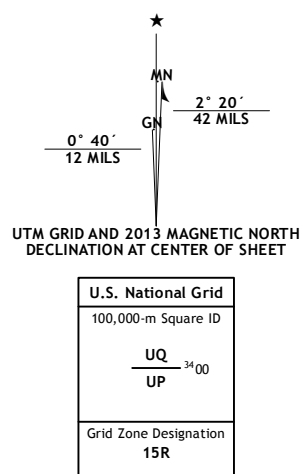 ★
MN
2° 20´
42 MILS
GN
0° 40´
12 MILS
UTM GRID AND 2013 MAGNETIC NORTH
DECLINATION AT CENTER OF SHEET
U.S. National Grid
100,000-m Square ID
UQ
3400
UP
Grid Zone Designation
15R